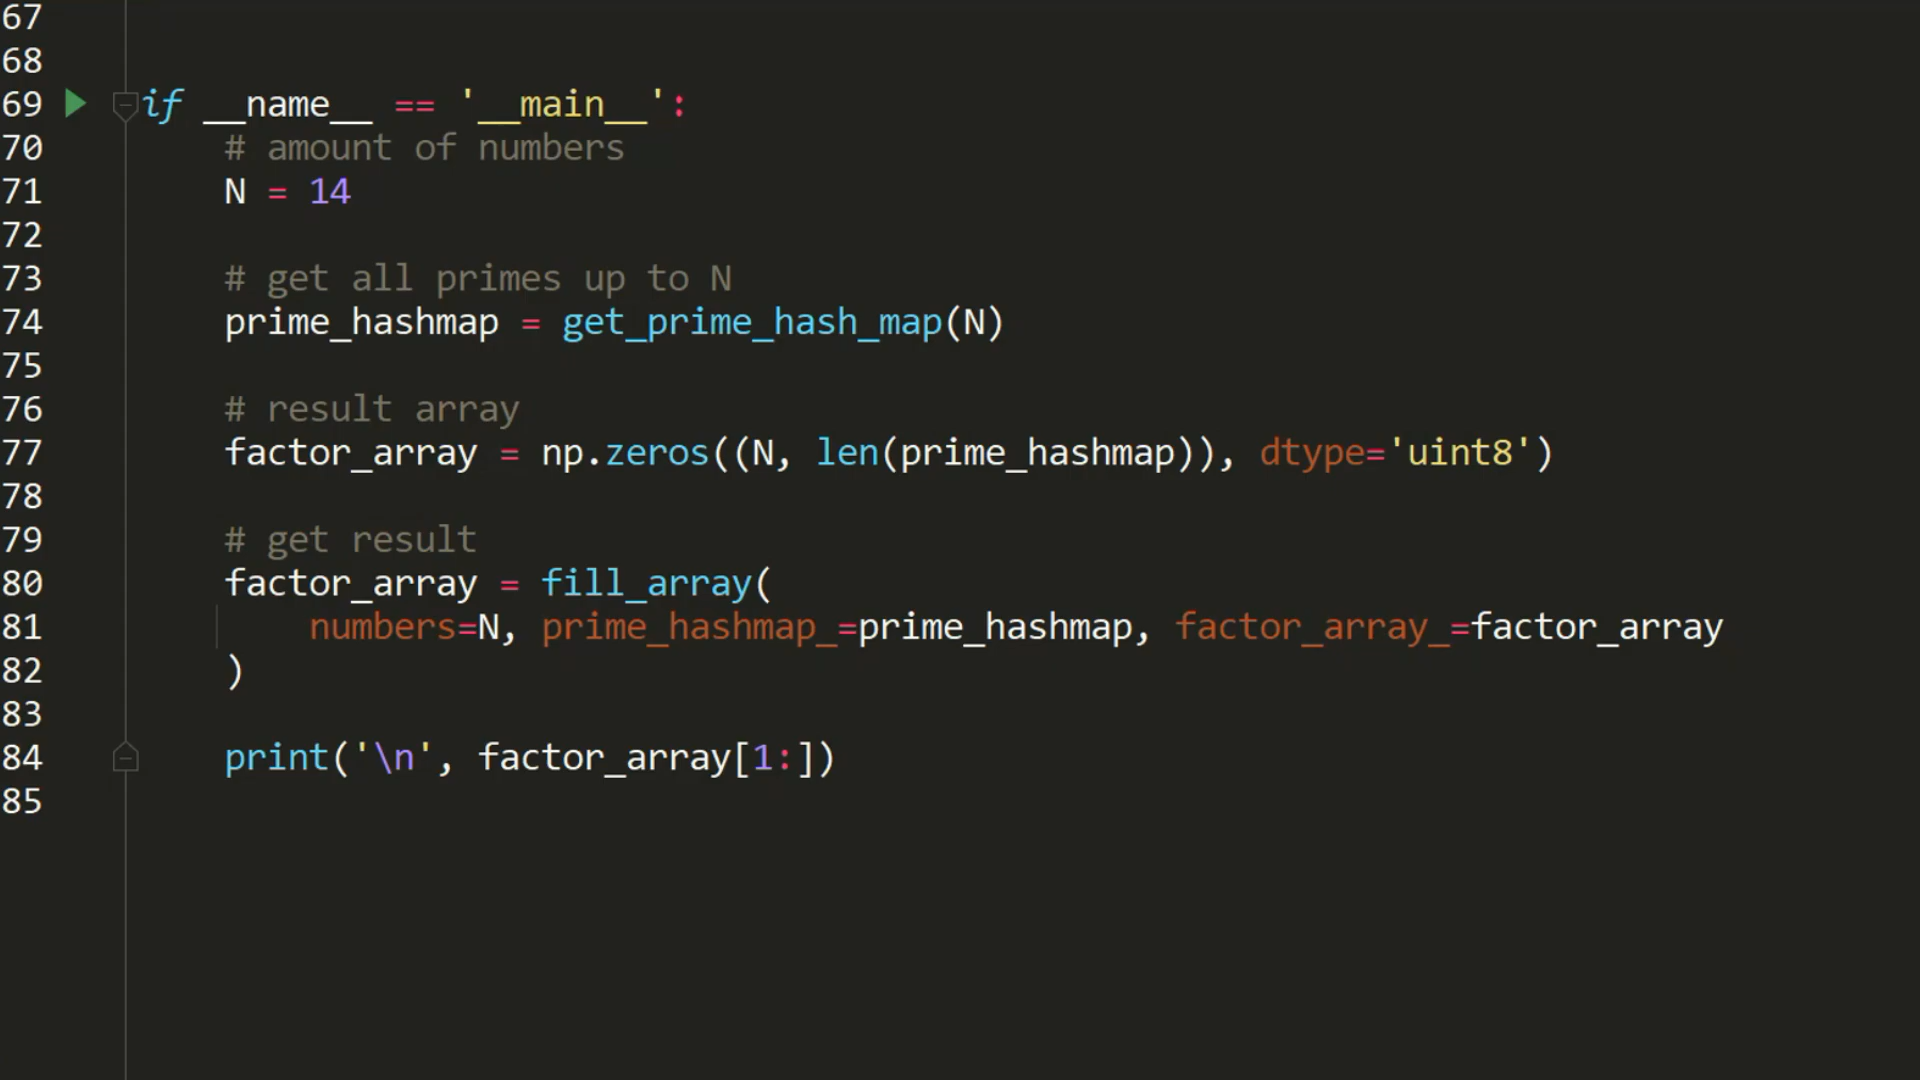 67
68
69 if __name__ == '__main__':
70     # amount of numbers
71     N = 14
72
73     # get all primes up to N
74     prime_hashmap = get_prime_hash_map(N)
75
76     # result array
77     factor_array = np.zeros((N, len(prime_hashmap)), dtype='uint8')
78
79     # get result
80     factor_array = fill_array(
81         numbers=N, prime_hashmap_=prime_hashmap, factor_array_=factor_array
82     )
83
84     print('\n', factor_array[1:])
85